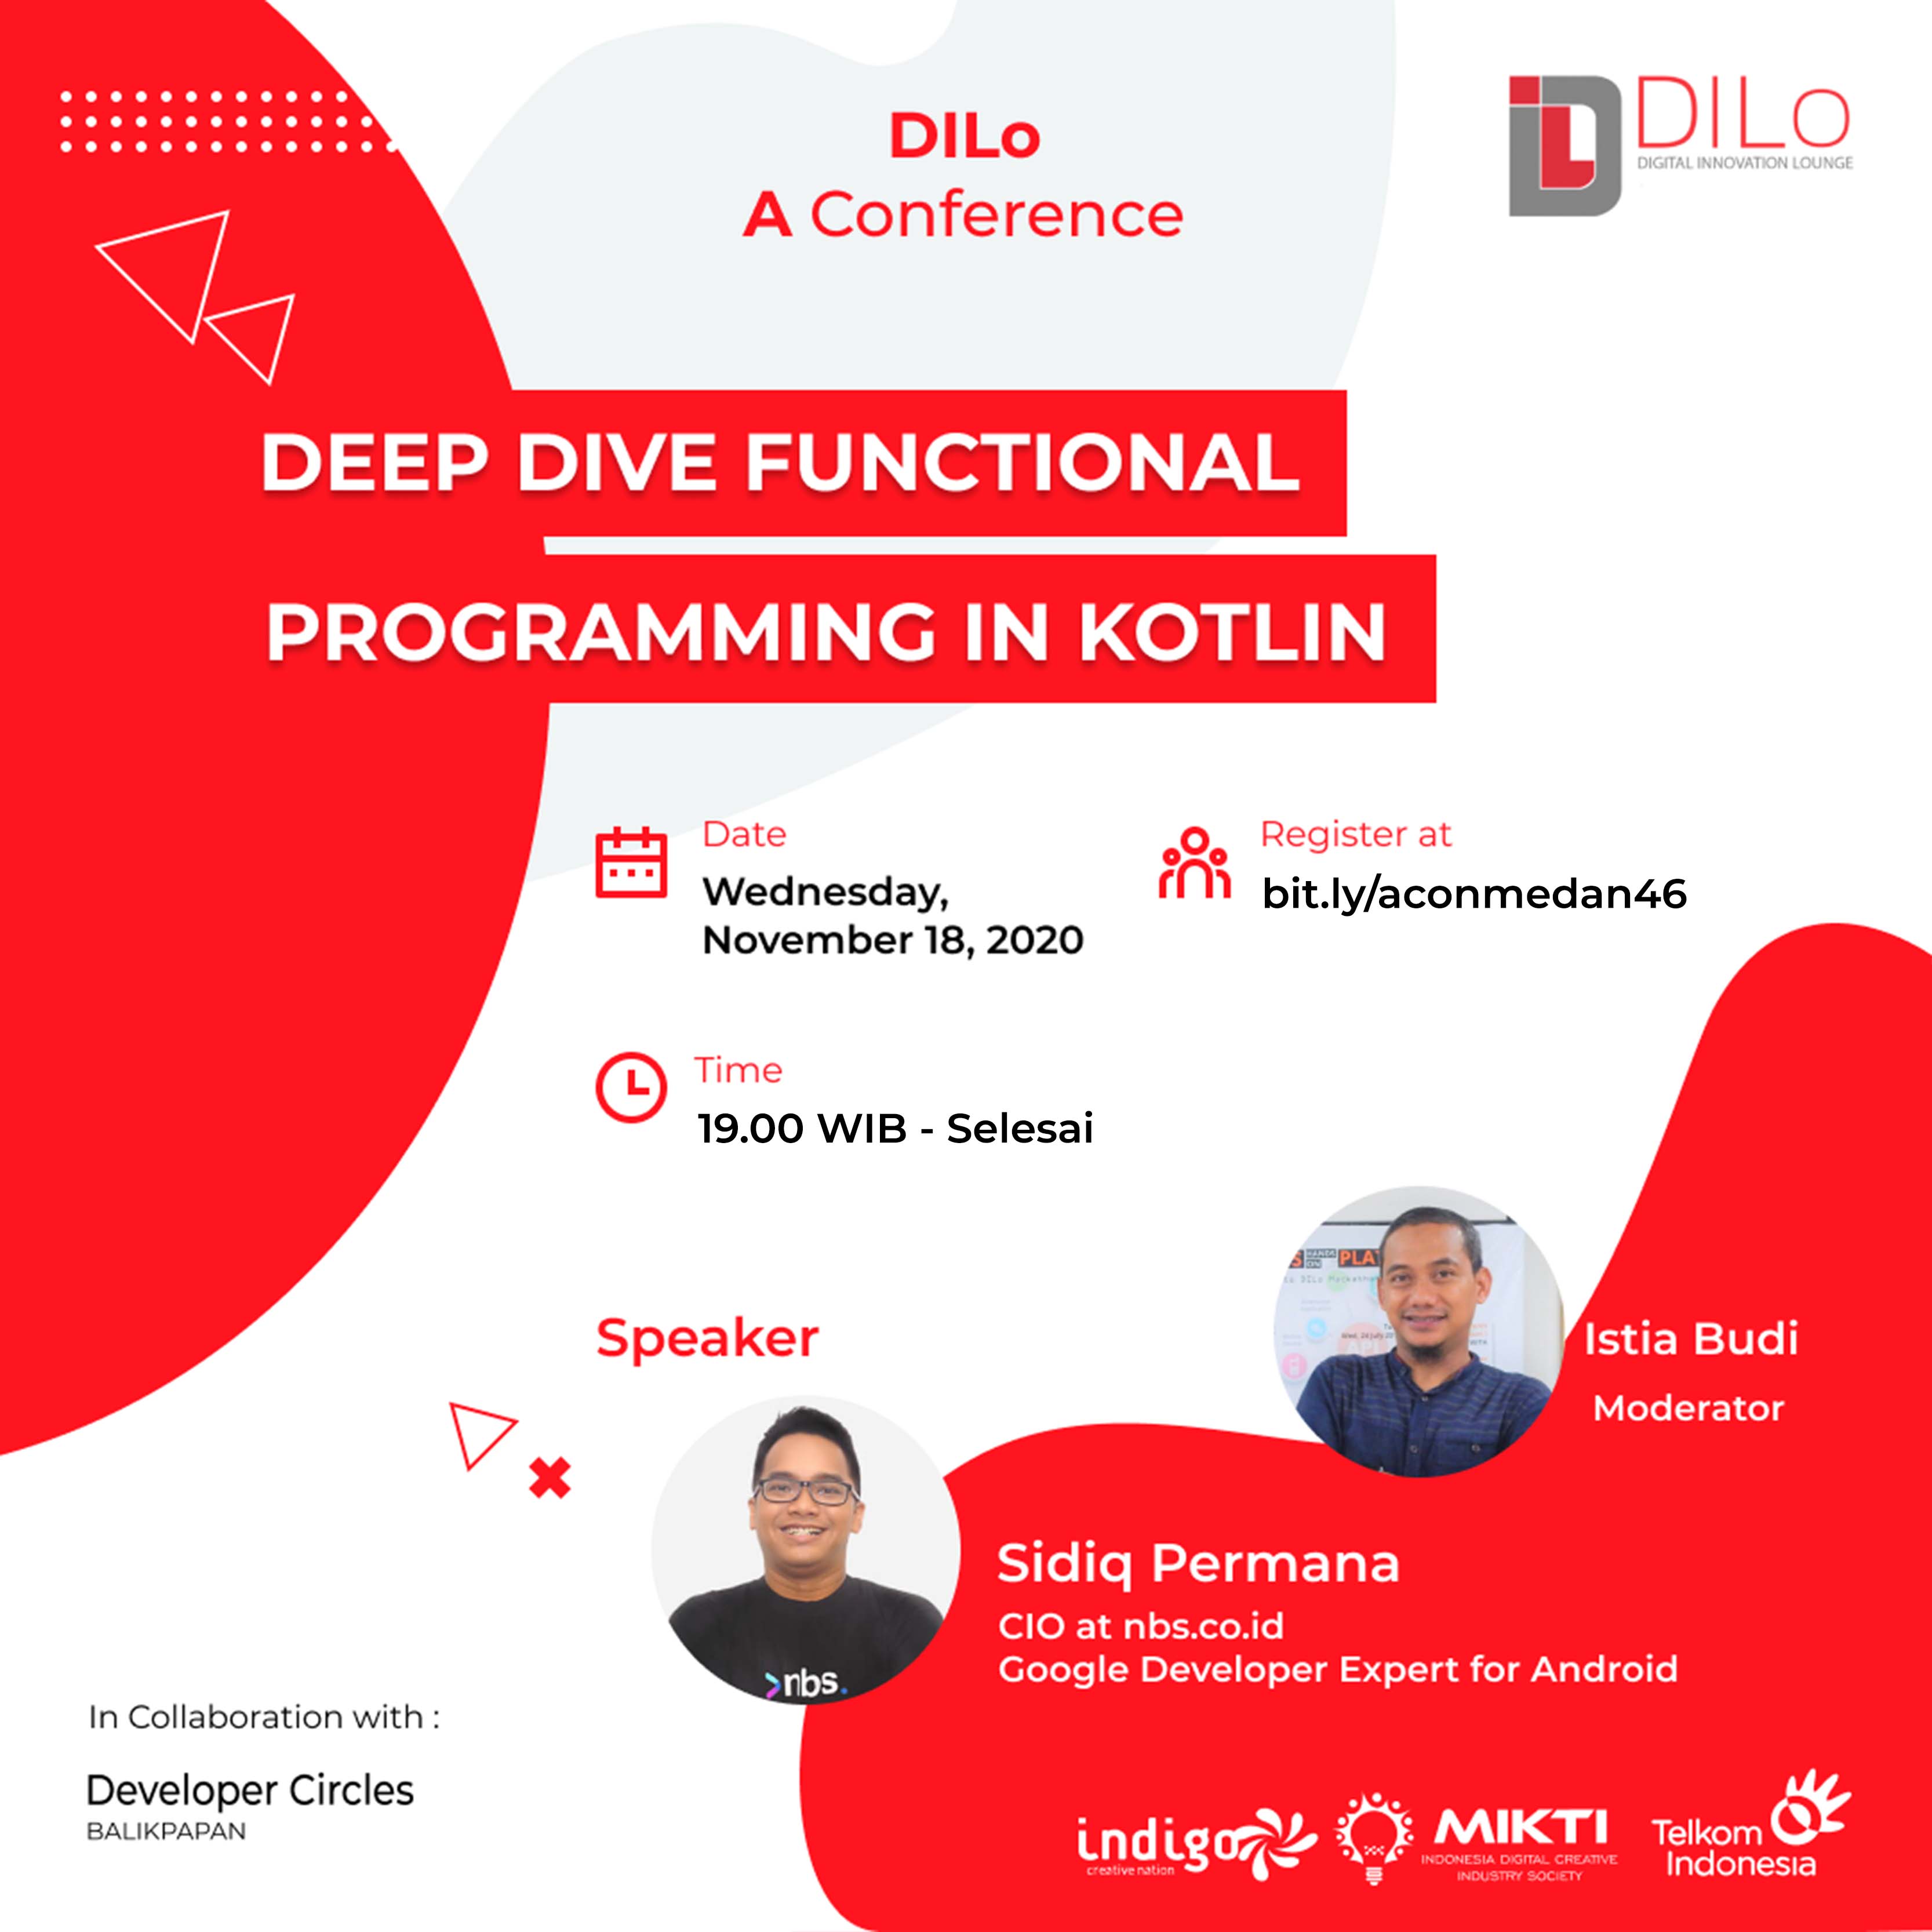 DILo
A Conference
DILo
DIGITAL INNOVATION LOUNGE
DEEP DIVE FUNCTIONAL
PROGRAMMING IN KOTLIN
Date
Wednesday,
November 18, 2020
Register at
bit.ly/aconmedan46
Time
19.00 WIB - Selesai
HANDS
ON
PLA
Istia Budi
Moderator
Speaker
nbs.
Sidiq Permana
CIO at nbs.co.id
Google Developer Expert for Android
In Collaboration with :
Developer Circles
BALIKPAPAN
indigo
creative nation
MIKTI
INDONESIA DIGITAL CREATIVE
INDUSTRY SOCIETY
Telkom
Indonesia